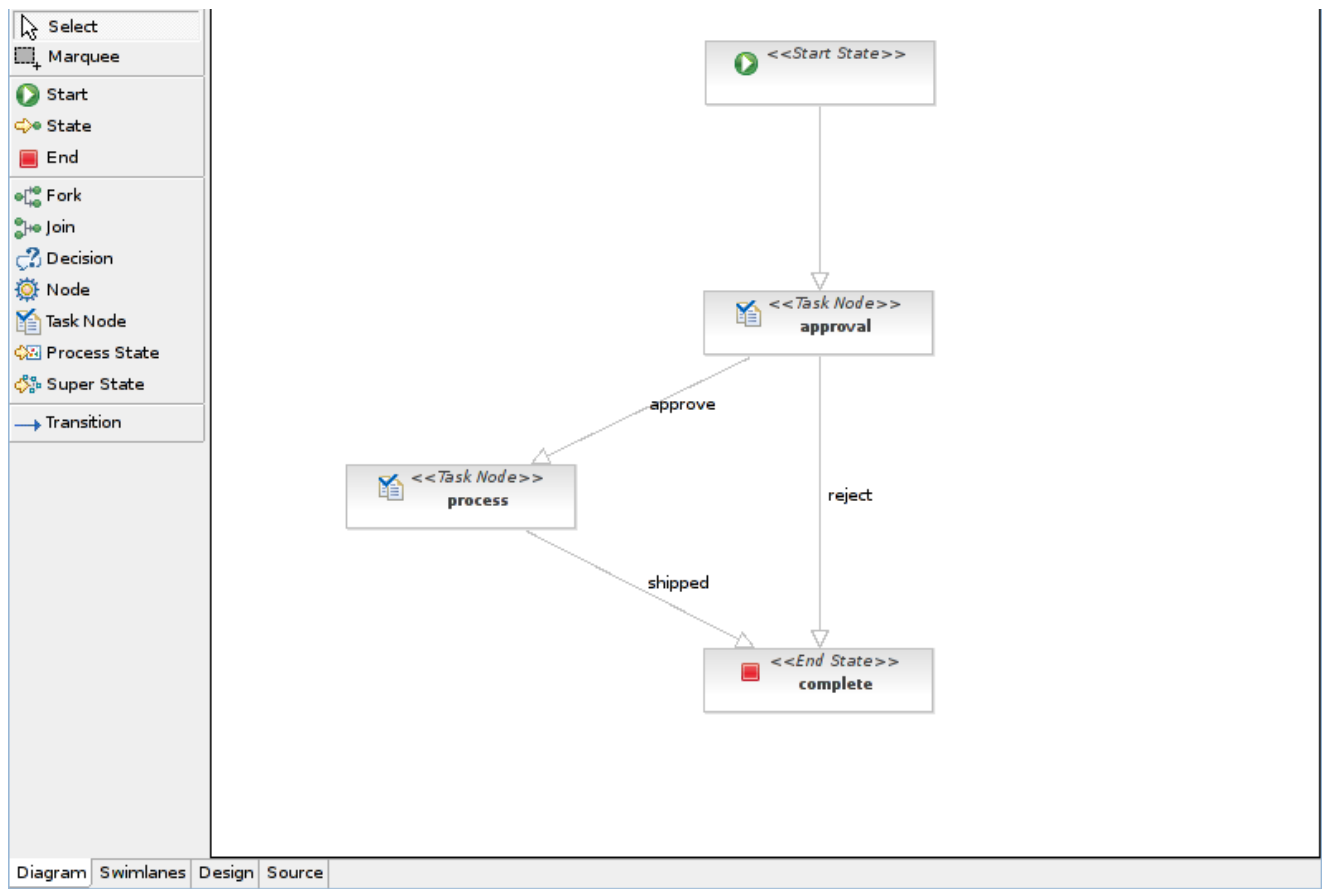 Select
Marquee
Start
State
End
Fork
Join
Decision
Node
Task Node
Process State
Super State
Transition
<<Start State>>
<<Task Node>>
approval
approve
<<Task Node>>
process
reject
shipped
<<End State>>
complete
Diagram Swimlanes Design Source